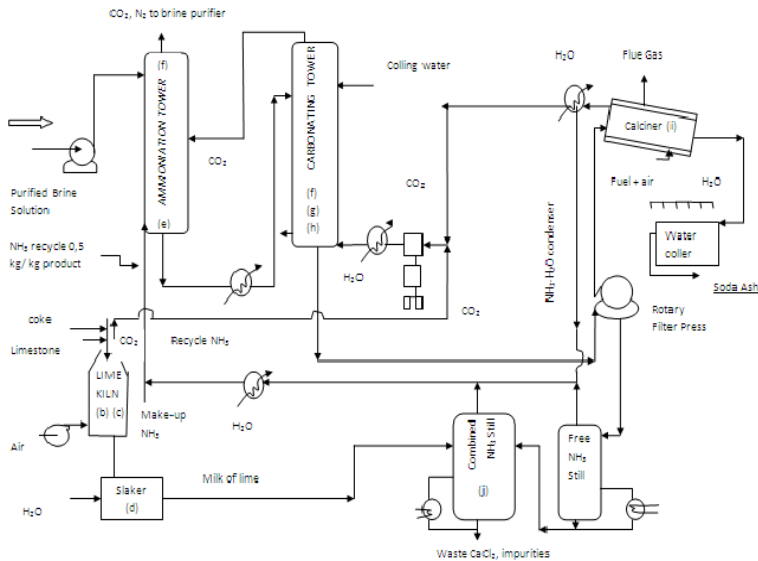 CO₂, N₂ to brine purifier
(f)
AMMONIATION TOWER
(e)
CARBONATING TOWER
(f)
(g)
(h)
Colling water
H₂O
Flue Gas
Calciner (ii)
CO₂
CO₂
Fuel + air
H₂O
Purified Brine
Solution
Water
coller
NH₃ recycle 0,5
kg/ kg product
H₂O
NH₃-H₂O condenser
Soda Ash
Rotary
Filter Press
coke
Limestone
CO₂
Recycle NH₃
CO₂
LIME
KILN
(b) (c)
Make-up
NH₃
H₂O
Air
Combined
NH₃ Still
(j)
Free
NH₃
Still
Slaker
(d)
Milk of lime
H₂O
Waste CaCl₂, impurities